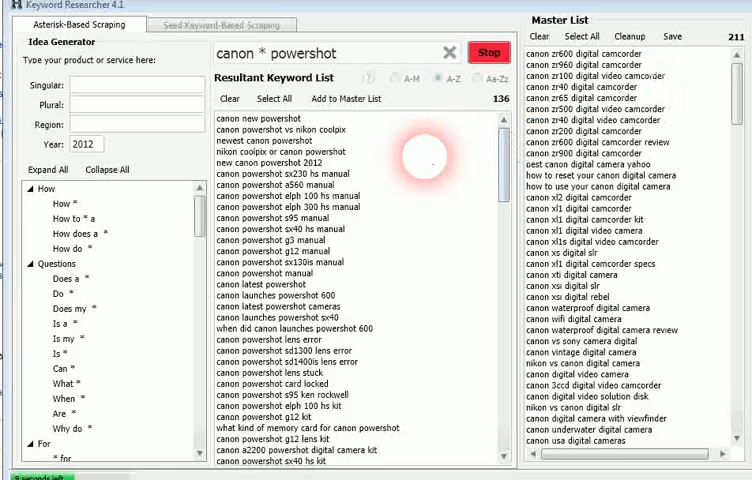 Keyword Researcher 4.1
Asterisk-Based Scraping
Seed Keyword-Based Scraping
Idea Generator
Type your product or service here:
Singular:
Plural:
Region:
Year: 2012
Expand All Collapse All
How
How *
How to * a
How does a *
How do *
Questions
Does a *
Do *
Does my *
Is a *
Is my *
Is *
Can *
What *
When *
Are *
Why do *
For
* for
9 seconds left
canon * powershot
Stop
Resultant Keyword List
A-M
A-Z
Aa-Zz
Clear Select All Add to Master List 136
canon new powershot
canon powershot vs nikon coolpix
newest canon powershot
nikon coolpix or canon powershot
new canon powershot 2012
canon powershot sx230 hs manual
canon powershot a560 manual
canon powershot elph 100 hs manual
canon powershot elph 300 hs manual
canon powershot s95 manual
canon powershot sx40 hs manual
canon powershot g3 manual
canon powershot g12 manual
canon powershot sx130is manual
canon powershot manual
canon latest powershot
canon launches powershot 600
canon latest powershot cameras
canon launches powershot sx40
when did canon launches powershot 600
canon powershot lens error
canon powershot sd1300 lens error
canon powershot sd1400is lens error
canon powershot lens stuck
canon powershot card locked
canon powershot s95 ken rockwell
canon powershot elph 100 hs kit
canon powershot g12 kit
what kind of memory card for canon powershot
canon powershot g12 lens kit
canon a2200 powershot digital camera kit
canon powershot sx40 hs kit
Master List
Clear Select All Cleanup Save 211
canon zr600 digital camcorder
canon zr960 digital camcorder
canon zr100 digital video camcorder
canon zr40 digital camcorder
canon zr65 digital camcorder
canon zr500 digital video camcorder
canon zr40 digital video camcorder
canon zr200 digital camcorder
canon zr600 digital camcorder review
canon zr900 digital camcorder
uest canon digital camera yahoo
how to reset your canon digital camera
how to use your canon digital camera
canon xl2 digital camcorder
canon xl1 digital camcorder
canon xl1 digital camcorder kit
canon xl1 digital video camera
canon xl1s digital video camcorder
canon xs digital slr
canon xl1 digital camcorder specs
canon xti digital camera
canon xsi digital slr
canon xsi digital rebel
canon waterproof digital camera
canon wifi digital camera
canon waterproof digital camera review
canon vs sony camera digital
canon vintage digital camera
nikon vs canon digital camera
canon digital video camera
canon 3ccd digital video camcorder
canon digital video solution disk
nikon vs canon digital slr
canon digital camera with viewfinder
canon underwater digital camera
canon usa digital cameras